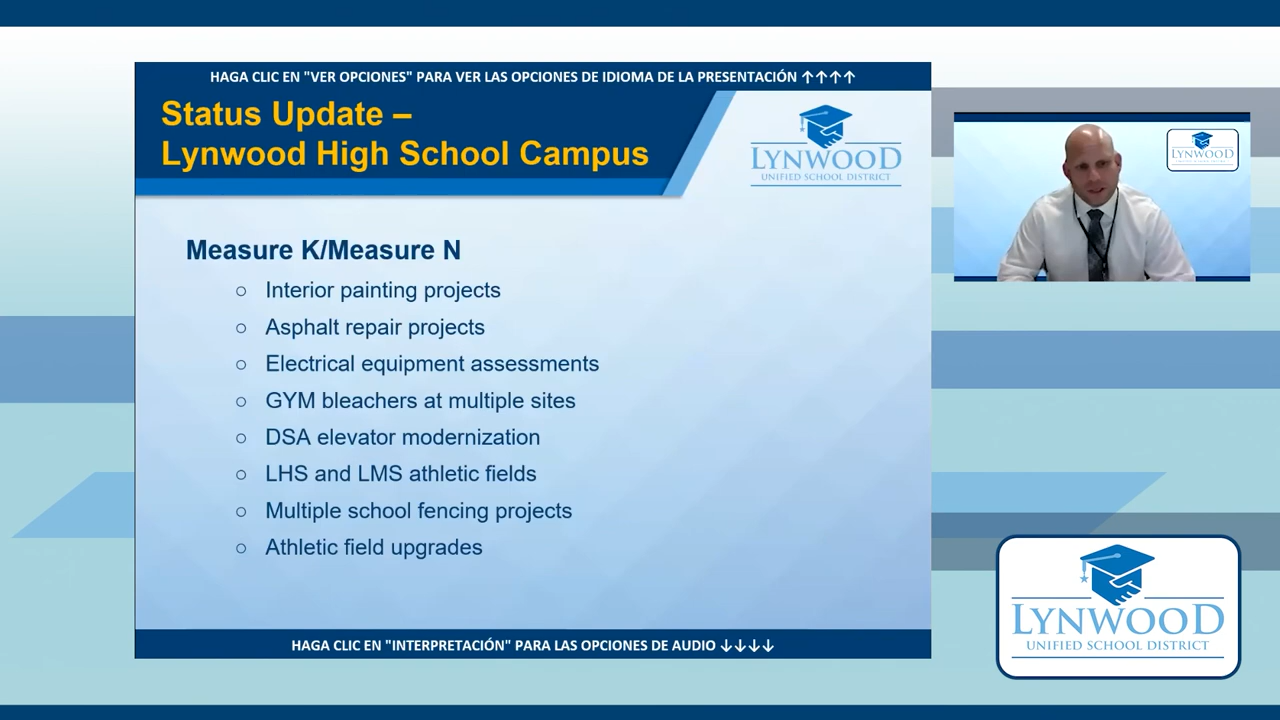 HAGA CLIC EN "VER OPCIONES" PARA VER LAS OPCIONES DE IDIOMA DE LA PRESENTACIÓN ↑↑↑↑
Status Update –
Lynwood High School Campus
LYNWOOD
UNIFIED SCHOOL DISTRICT
Measure K/Measure N
○ Interior painting projects
○ Asphalt repair projects
○ Electrical equipment assessments
○ GYM bleachers at multiple sites
○ DSA elevator modernization
○ LHS and LMS athletic fields
○ Multiple school fencing projects
○ Athletic field upgrades
HAGA CLIC EN "INTERPRETACIÓN" PARA LAS OPCIONES DE AUDIO ↓↓↓↓
LYNWOOD
LYNWOOD
UNIFIED SCHOOL DISTRICT